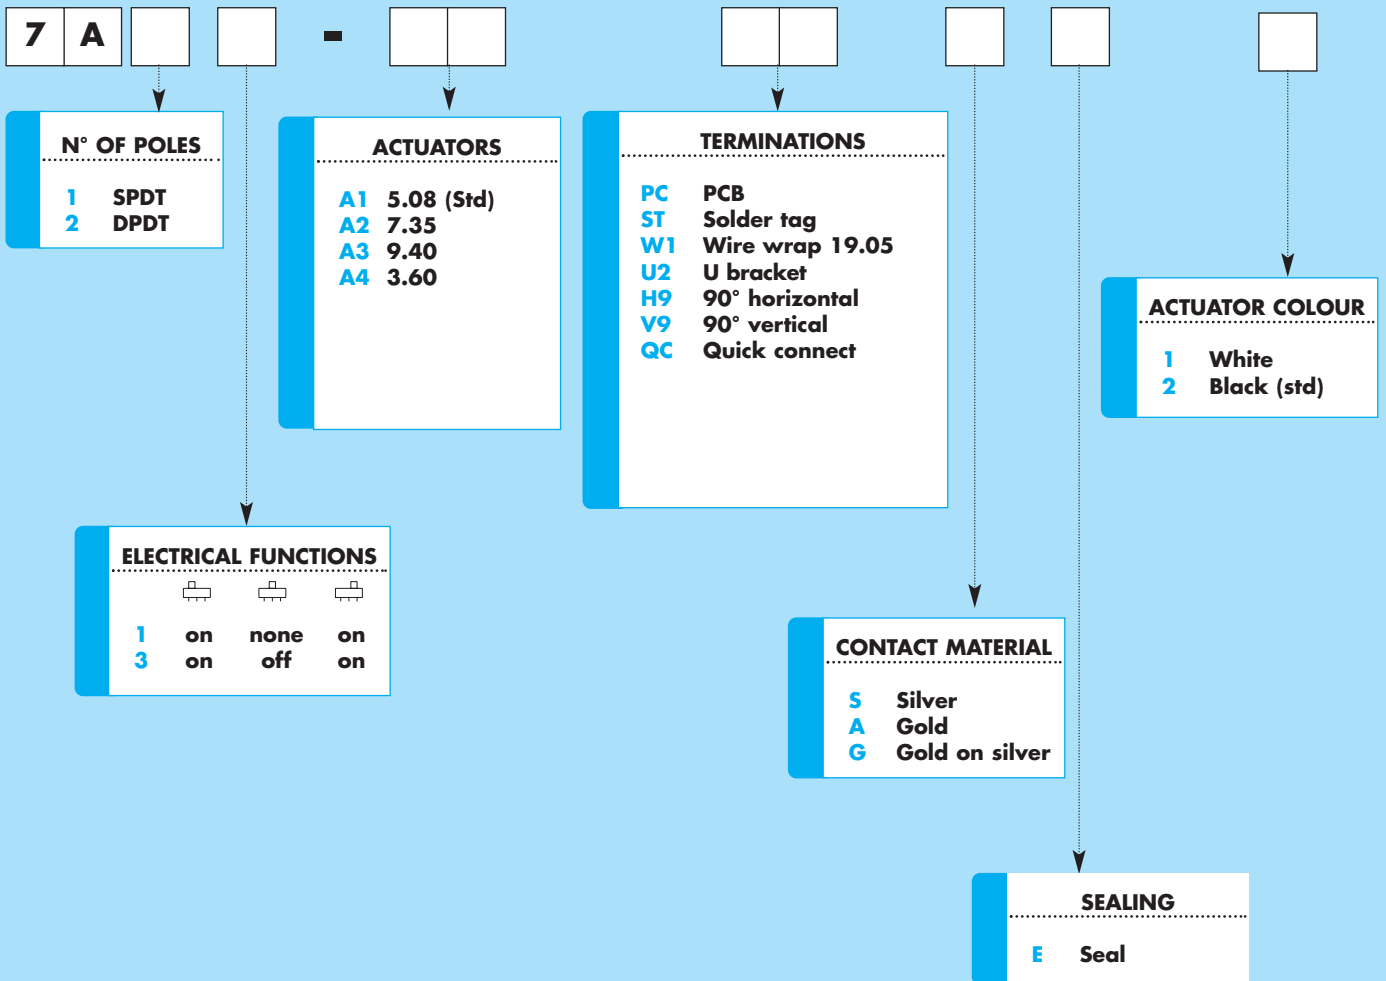 7 A -
N° OF POLES
1 SPDT
2 DPDT
ACTUATORS
A1 5.08 (Std)
A2 7.35
A3 9.40
A4 3.60
TERMINATIONS
PC PCB
ST Solder tag
W1 Wire wrap 19.05
U2 U bracket
H9 90° horizontal
V9 90° vertical
QC Quick connect
ACTUATOR COLOUR
1 White
2 Black (std)
ELECTRICAL FUNCTIONS
1 on none on
3 on off on
CONTACT MATERIAL
S Silver
A Gold
G Gold on silver
SEALING
E Seal